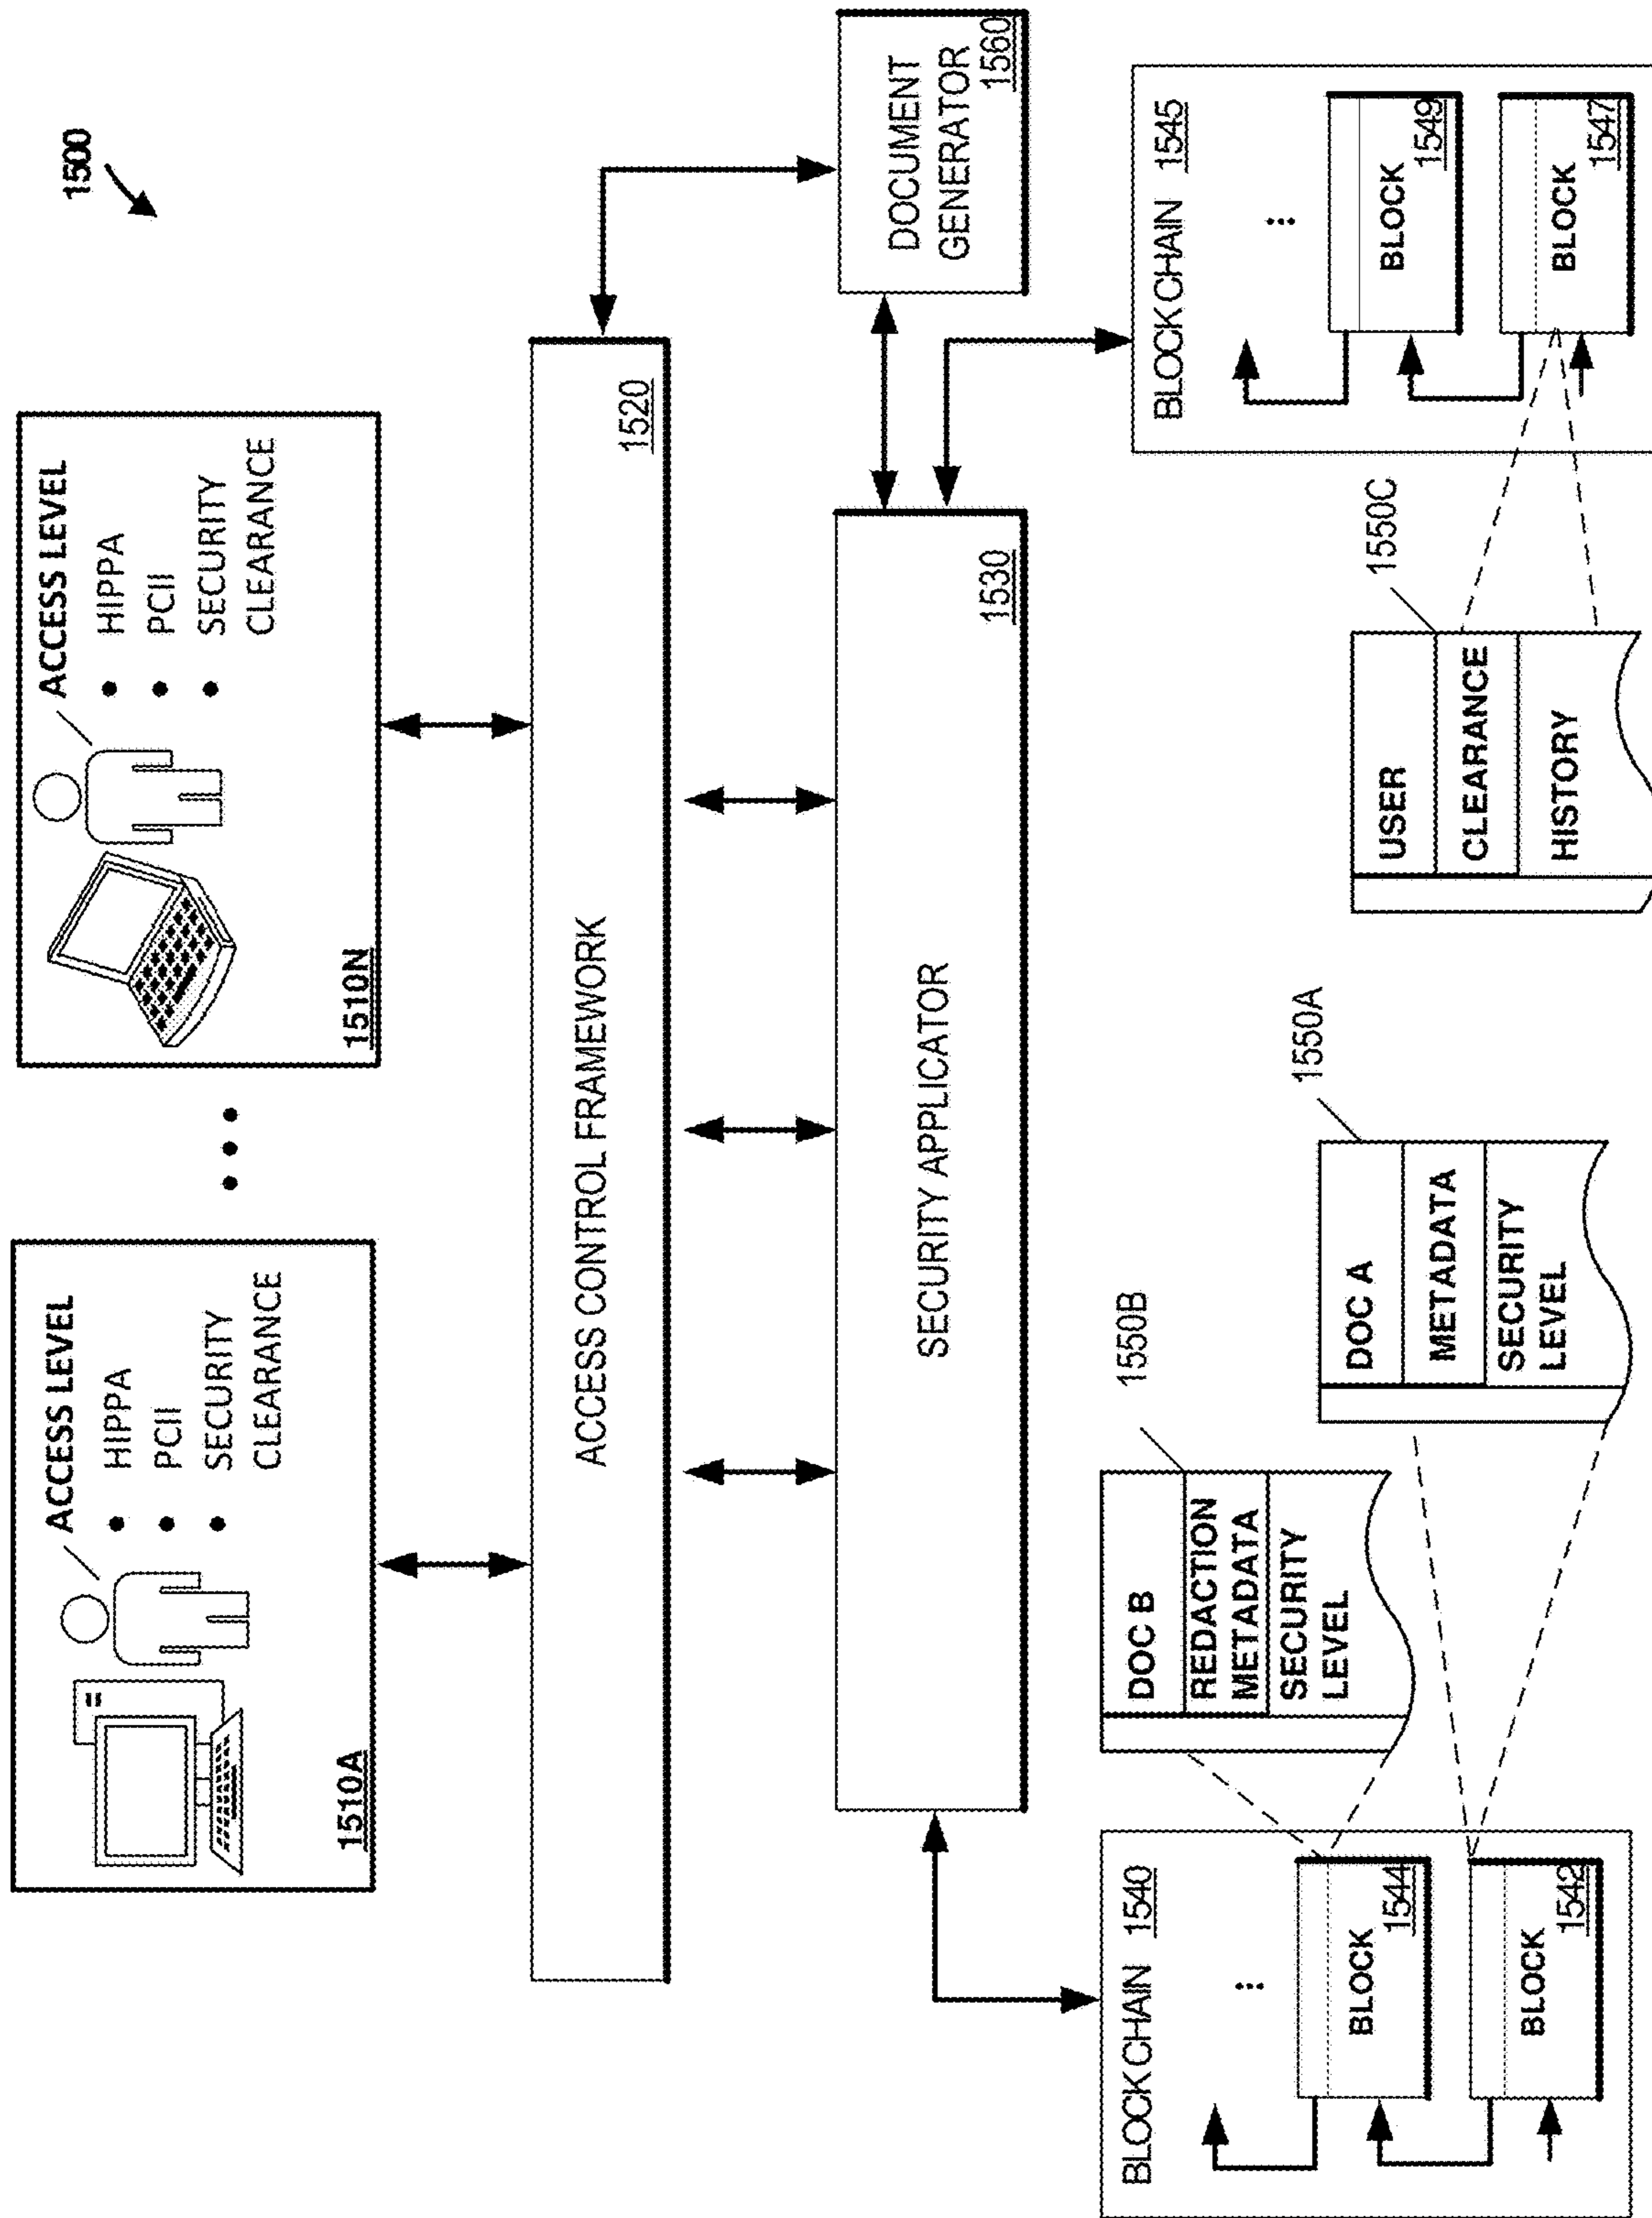 1500
ACCESS LEVEL
• HIPPA
• PCII
• SECURITY
CLEARANCE
1510A
• • •
ACCESS LEVEL
• HIPPA
• PCII
• SECURITY
CLEARANCE
1510N
ACCESS CONTROL FRAMEWORK
1520
SECURITY APPLICATOR
1530
DOCUMENT
GENERATOR
1560
BLOCK CHAIN 1540
...
BLOCK
1544
BLOCK
1542
1550B
DOC B
REDACTION
METADATA
SECURITY
LEVEL
1550A
DOC A
METADATA
SECURITY
LEVEL
1550C
USER
CLEARANCE
HISTORY
BLOCK CHAIN 1545
...
BLOCK
1549
BLOCK
1547